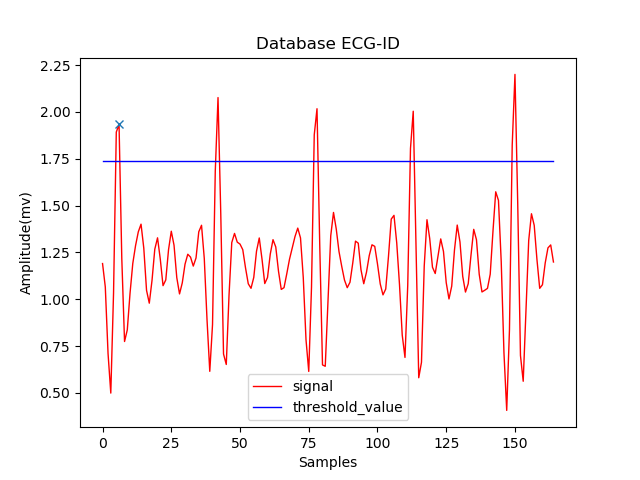 Database ECG-ID
2.25
2.00
1.75
1.50
1.25
1.00
0.75
0.50
Amplitude(mv)
signal
threshold_value
0 25 50 75 100 125 150
Samples